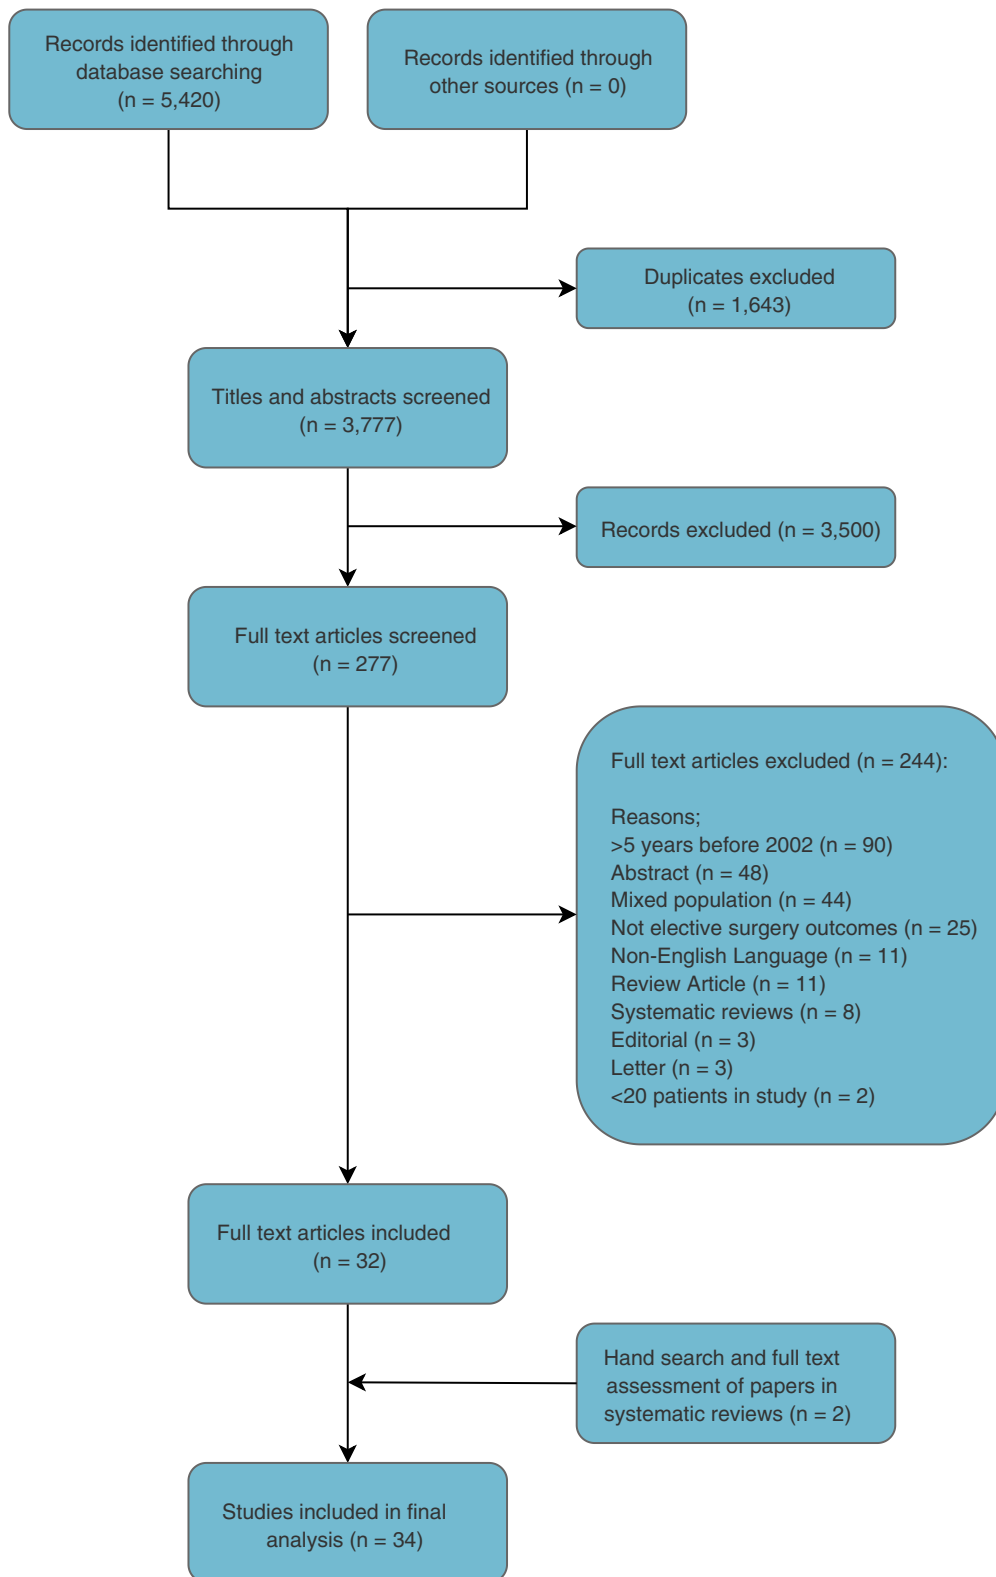 Records identified through
database searching
(n = 5,420)
Records identified through
other sources (n = 0)
Duplicates excluded
(n = 1,643)
Titles and abstracts screened
(n = 3,777)
Records excluded (n = 3,500)
Full text articles screened
(n = 277)
Full text articles excluded (n = 244):
Reasons;
>5 years before 2002 (n = 90)
Abstract (n = 48)
Mixed population (n = 44)
Not elective surgery outcomes (n = 25)
Non-English Language (n = 11)
Review Article (n = 11)
Systematic reviews (n = 8)
Editorial (n = 3)
Letter (n = 3)
<20 patients in study (n = 2)
Full text articles included
(n = 32)
Hand search and full text
assessment of papers in
systematic reviews (n = 2)
Studies included in final
analysis (n = 34)